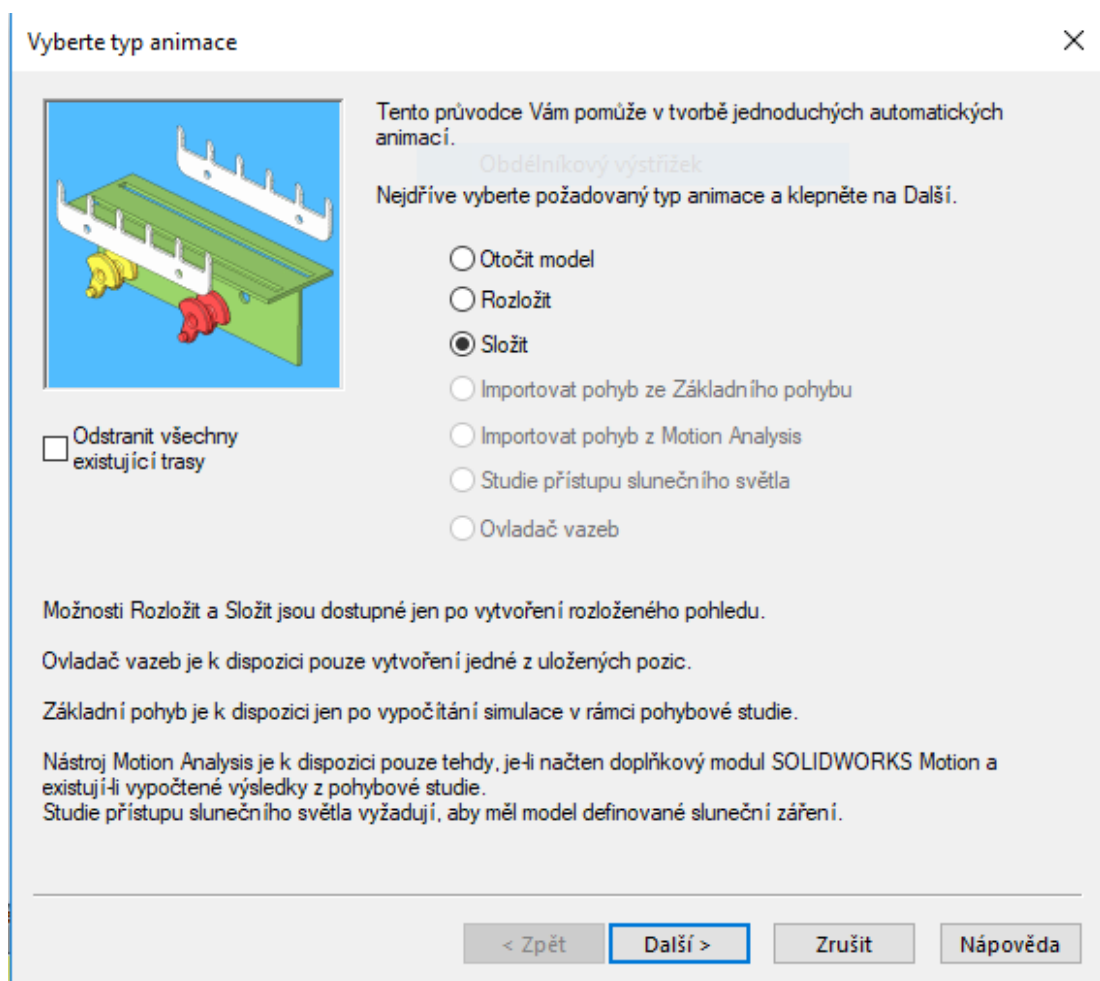 Vyberte typ animace
Tento průvodce Vám pomůže v tvorbě jednoduchých automatických
animací.
Obdélníkový výstřižek
Nejdříve vyberte požadovaný typ animace a klepněte na Další.
Otočit model
Rozložit
Složit
Importovat pohyb ze Základního pohybu
Importovat pohyb z Motion Analysis
Studie přístupu slunečního světla
Ovladač vazeb
Odstranit všechny
existující trasy
Možnosti Rozložit a Složit jsou dostupné jen po vytvoření rozloženého pohledu.
Ovladač vazeb je k dispozici pouze vytvoření jedné z uložených pozic.
Základní pohyb je k dispozici jen po vypočítání simulace v rámci pohybové studie.
Nástroj Motion Analysis je k dispozici pouze tehdy, je-li načten doplňkový modul SOLIDWORKS Motion a
existují-li vypočtené výsledky z pohybové studie.
Studie přístupu slunečního světla vyžadují, aby měl model definované sluneční záření.
< Zpět
Další >
Zrušit
Nápověda